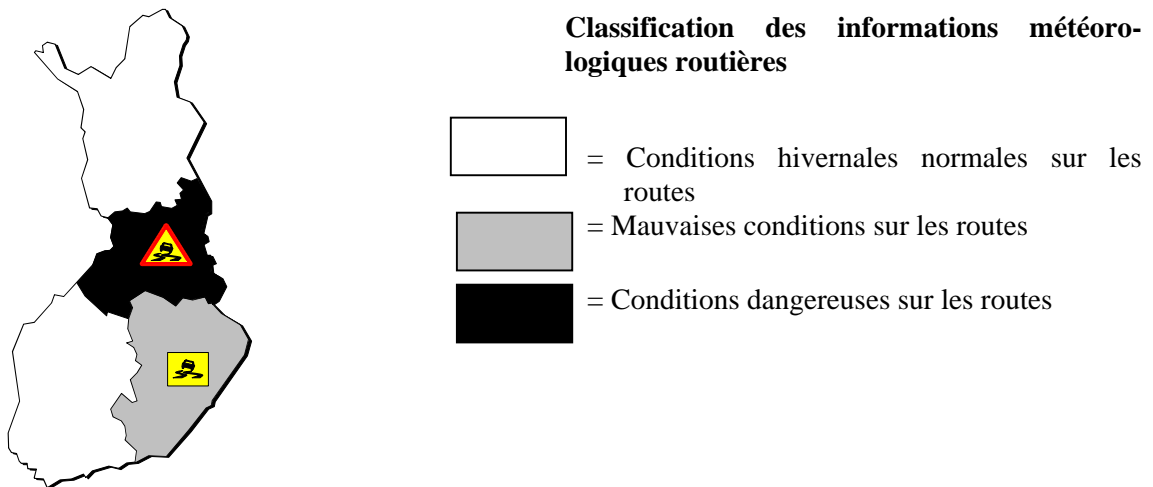 Classification des informations météoro-
logiques routières
= Conditions hivernales normales sur les
routes
= Mauvaises conditions sur les routes
= Conditions dangereuses sur les routes